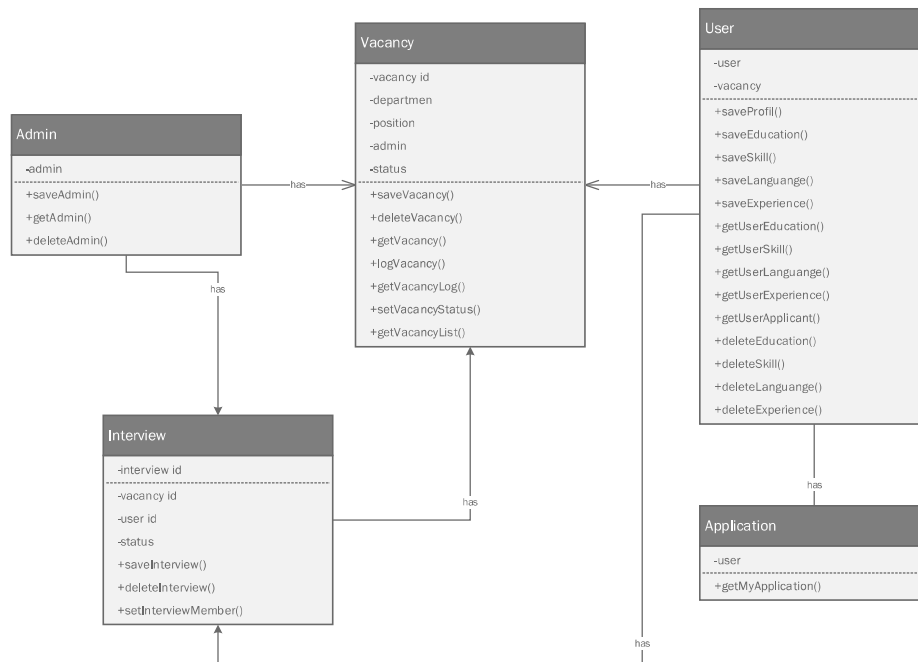 Vacancy
-vacancy id
-departmen
-position
-admin
-status
+saveVacancy()
+deleteVacancy()
+getVacancy()
+logVacancy()
+getVacancyLog()
+setVacancyStatus()
+getVacancyList()
User
-user
-vacancy
+saveProfil()
+saveEducation()
+saveSkill()
+saveLanguange()
+saveExperience()
+getUserEducation()
+getUserSkill()
+getUserLanguange()
+getUserExperience()
+getUserApplicant()
+deleteEducation()
+deleteSkill()
+deleteLanguange()
+deleteExperience()
Admin
-admin
+saveAdmin()
+getAdmin()
+deleteAdmin()
has
has
has
Interview
-interview id
-vacancy id
-user id
-status
+saveInterview()
+deleteInterview()
+setInterviewMember()
has
has
Application
-user
+getMyApplication()
has